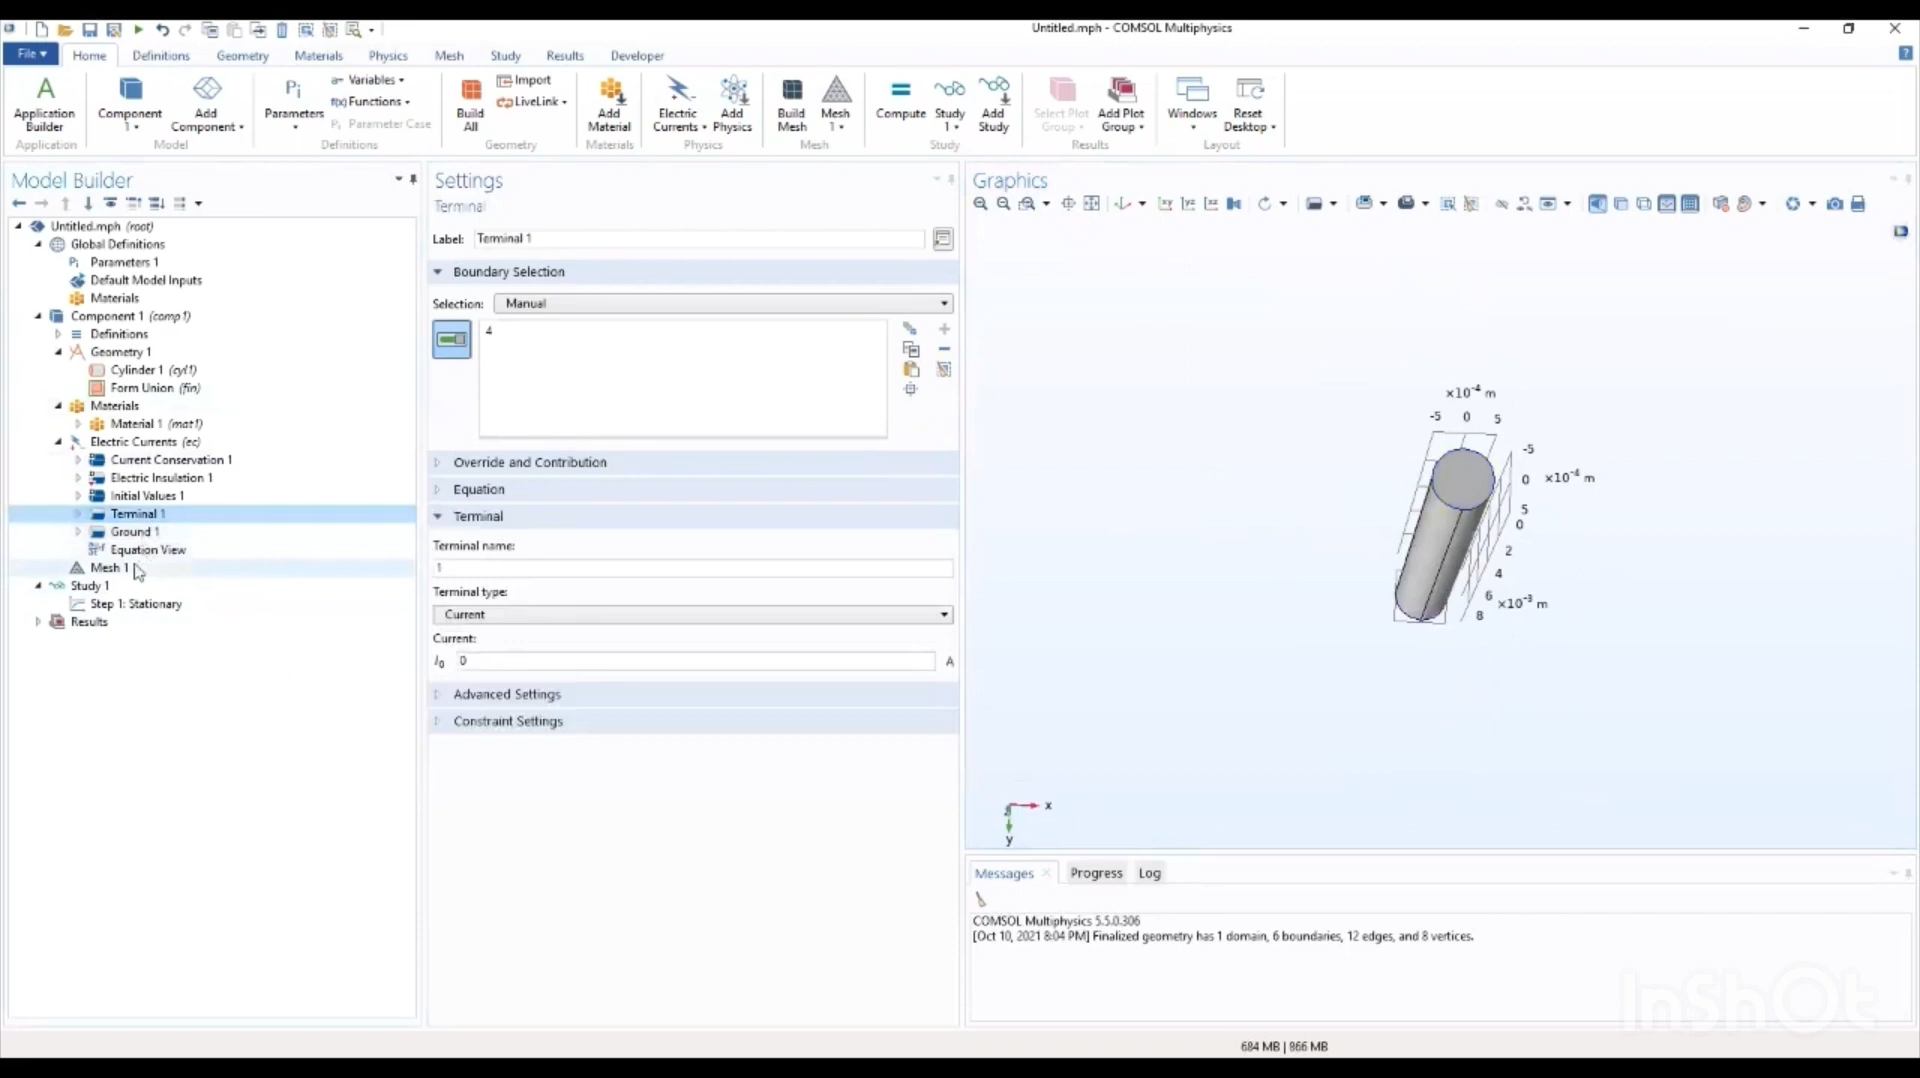 Untitled.mph - COMSOL Multiphysics
File Home Definitions Geometry Materials Physics Mesh Study Results Developer
Application Builder
Application
Component 1
Add Component
Model
Parameters
a= Variables
f(x) Functions
Pi Parameter Case
Definitions
Build All
Import
LiveLink
Geometry
Add Material
Materials
Electric Currents
Add Physics
Physics
Build Mesh
Mesh 1
Mesh
Compute
Study 1
Add Study
Study
Select Plot Group
Add Plot Group
Results
Windows
Reset Desktop
Layout
Model Builder
Untitled.mph (root)
Global Definitions
Pi Parameters 1
Default Model Inputs
Materials
Component 1 (comp1)
Definitions
Geometry 1
Cylinder 1 (cyl1)
Form Union (fin)
Materials
Material 1 (mat1)
Electric Currents (ec)
Current Conservation 1
Electric Insulation 1
Initial Values 1
Terminal 1
Ground 1
Equation View
Mesh 1
Study 1
Step 1: Stationary
Results
Settings
Terminal
Label: Terminal 1
Boundary Selection
Selection: Manual
4
Override and Contribution
Equation
Terminal
Terminal name:
1
Terminal type:
Current
Current:
I0 0 A
Advanced Settings
Constraint Settings
Graphics
×10⁻⁴ m
-5 0 5
-5
0 ×10⁻⁴ m
5
0
2
4
6 ×10⁻³ m
8
x
y
z
Messages Progress Log
COMSOL Multiphysics 5.5.0.306
[Oct 10, 2021 8:04 PM] Finalized geometry has 1 domain, 6 boundaries, 12 edges, and 8 vertices.
InShOt
684 MB | 866 MB